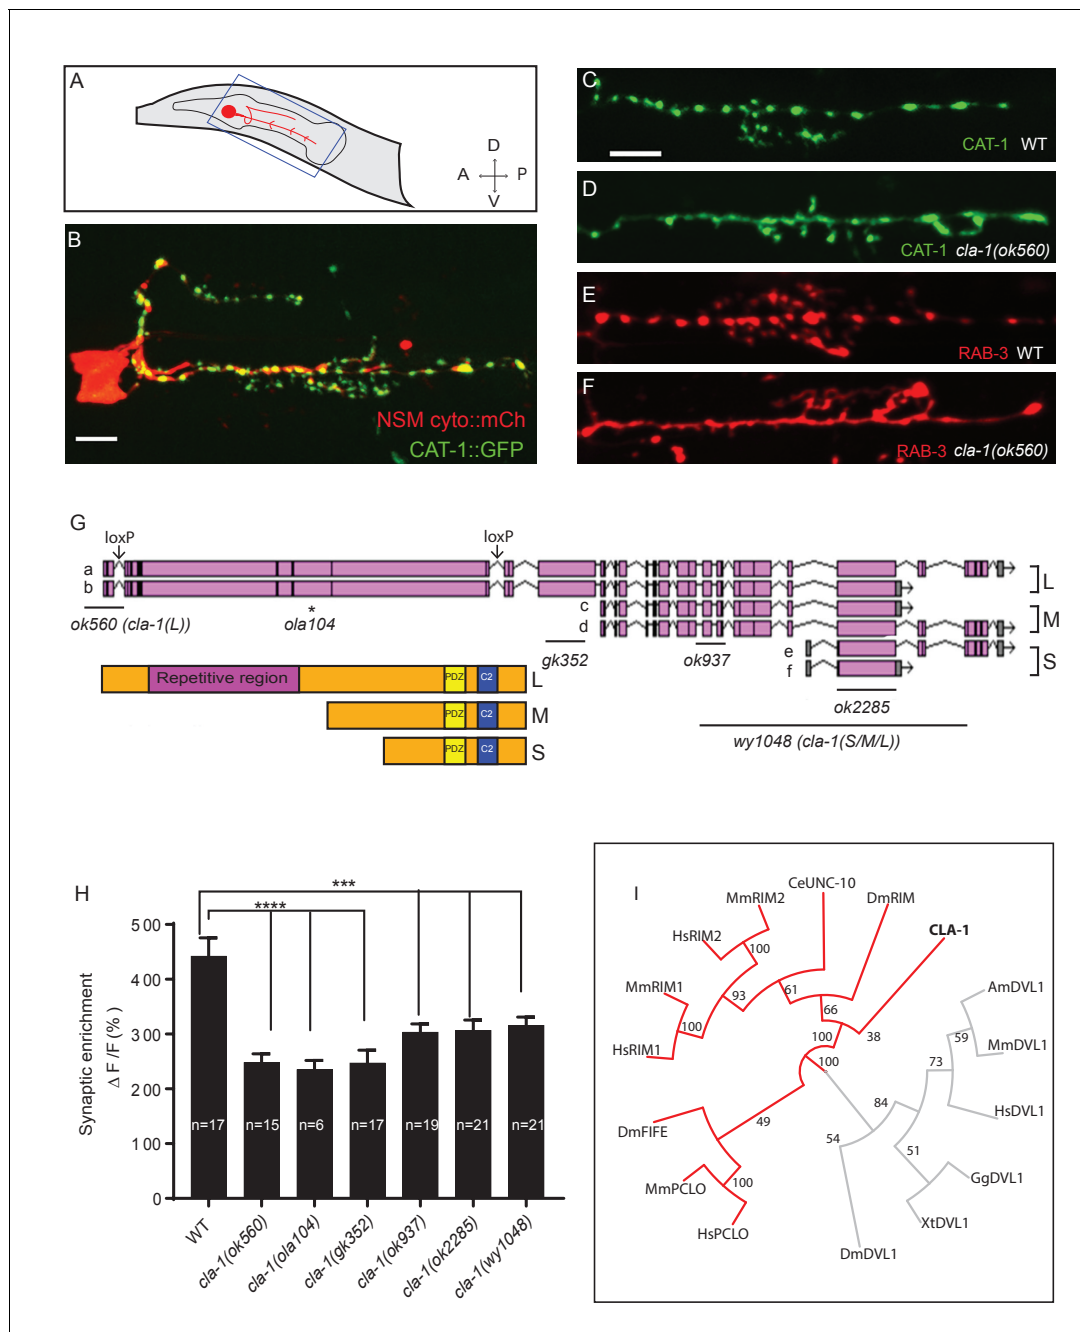 A
D
A P
V
B
NSM cyto::mCh
CAT-1::GFP
C
CAT-1 WT
D
CAT-1 cla-1(ok560)
E
RAB-3 WT
F
RAB-3 cla-1(ok560)
G
loxP
loxP
a
b
L
c
d
M
e
f
S
ok560 (cla-1(L))
*
ola104
gk352
ok937
ok2285
wy1048 (cla-1(S/M/L))
Repetitive region
PDZ
C2
L
PDZ
C2
M
PDZ
C2
S
H
***
****
Synaptic enrichment
Δ F /F (%)
500
400
300
200
100
0
n=17
n=15
n=6
n=17
n=19
n=21
n=21
WT
cla-1(ok560)
cla-1(ola104)
cla-1(gk352)
cla-1(ok937)
cla-1(ok2285)
cla-1(wy1048)
I
CeUNC-10
MmRIM2
DmRIM
CLA-1
HsRIM2
100
MmRIM1
93
61
66
AmDVL1
100
100
38
59
MmDVL1
HsRIM1
100
73
84
HsDVL1
DmFIFE
49
54
51
MmPCLO
100
GgDVL1
HsPCLO
XtDVL1
DmDVL1